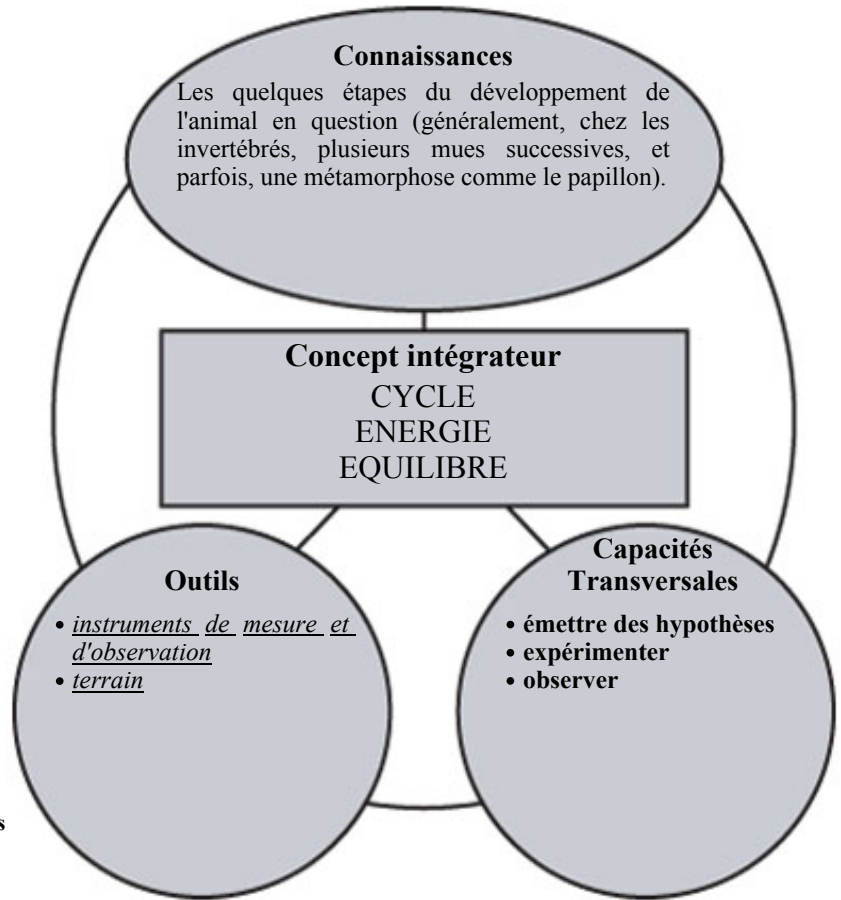 Connaissances
Les quelques étapes du développement de
l'animal en question (généralement, chez les
invertébrés, plusieurs mues successives, et
parfois, une métamorphose comme le papillon).
Concept intégrateur
CYCLE
ENERGIE
EQUILIBRE
Outils
• instruments de mesure et
d'observation
• terrain
Capacités
Transversales
• émettre des hypothèses
• expérimenter
• observer
s